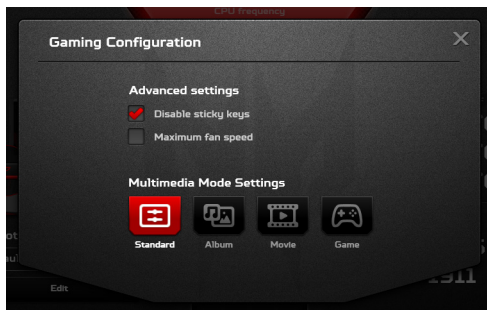 CPU frequency
Gaming Configuration
Advanced settings
Disable sticky keys
Maximum fan speed
Multimedia Mode Settings
Standard Album Movie Game
Edit